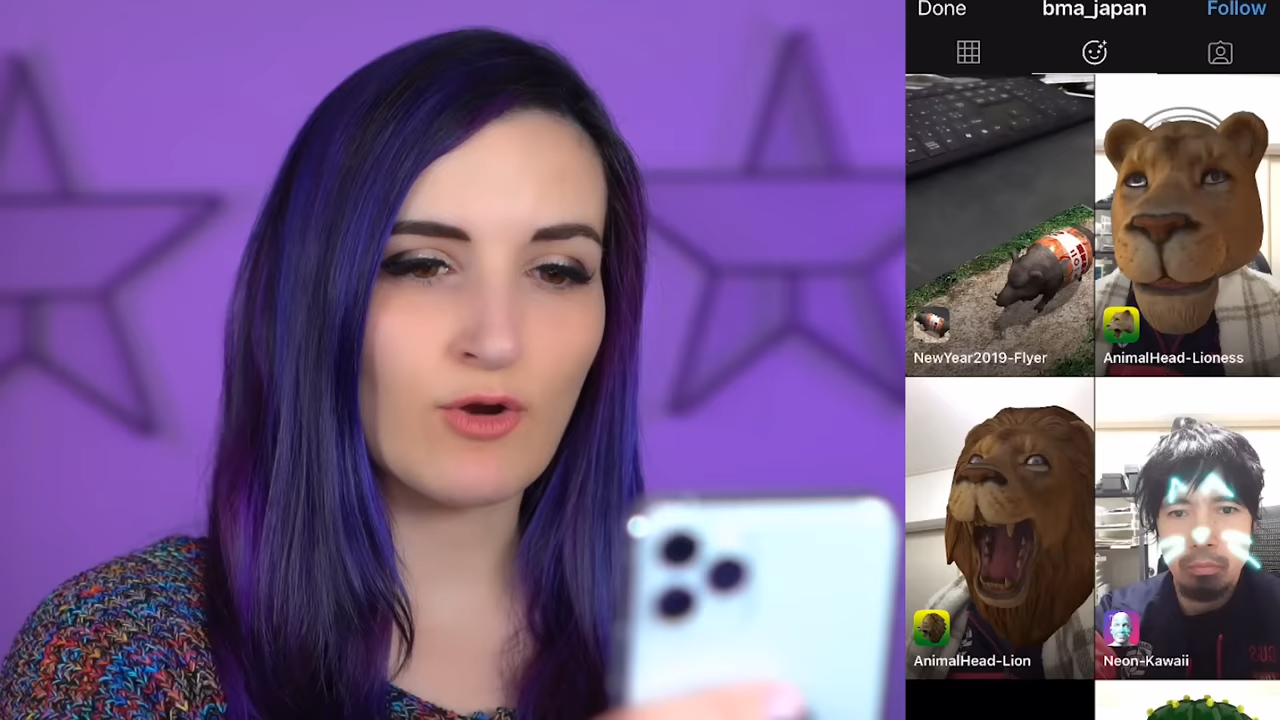 Done bma_japan Follow
NewYear2019-Flyer
AnimalHead-Lioness
AnimalHead-Lion
Neon-Kawaii